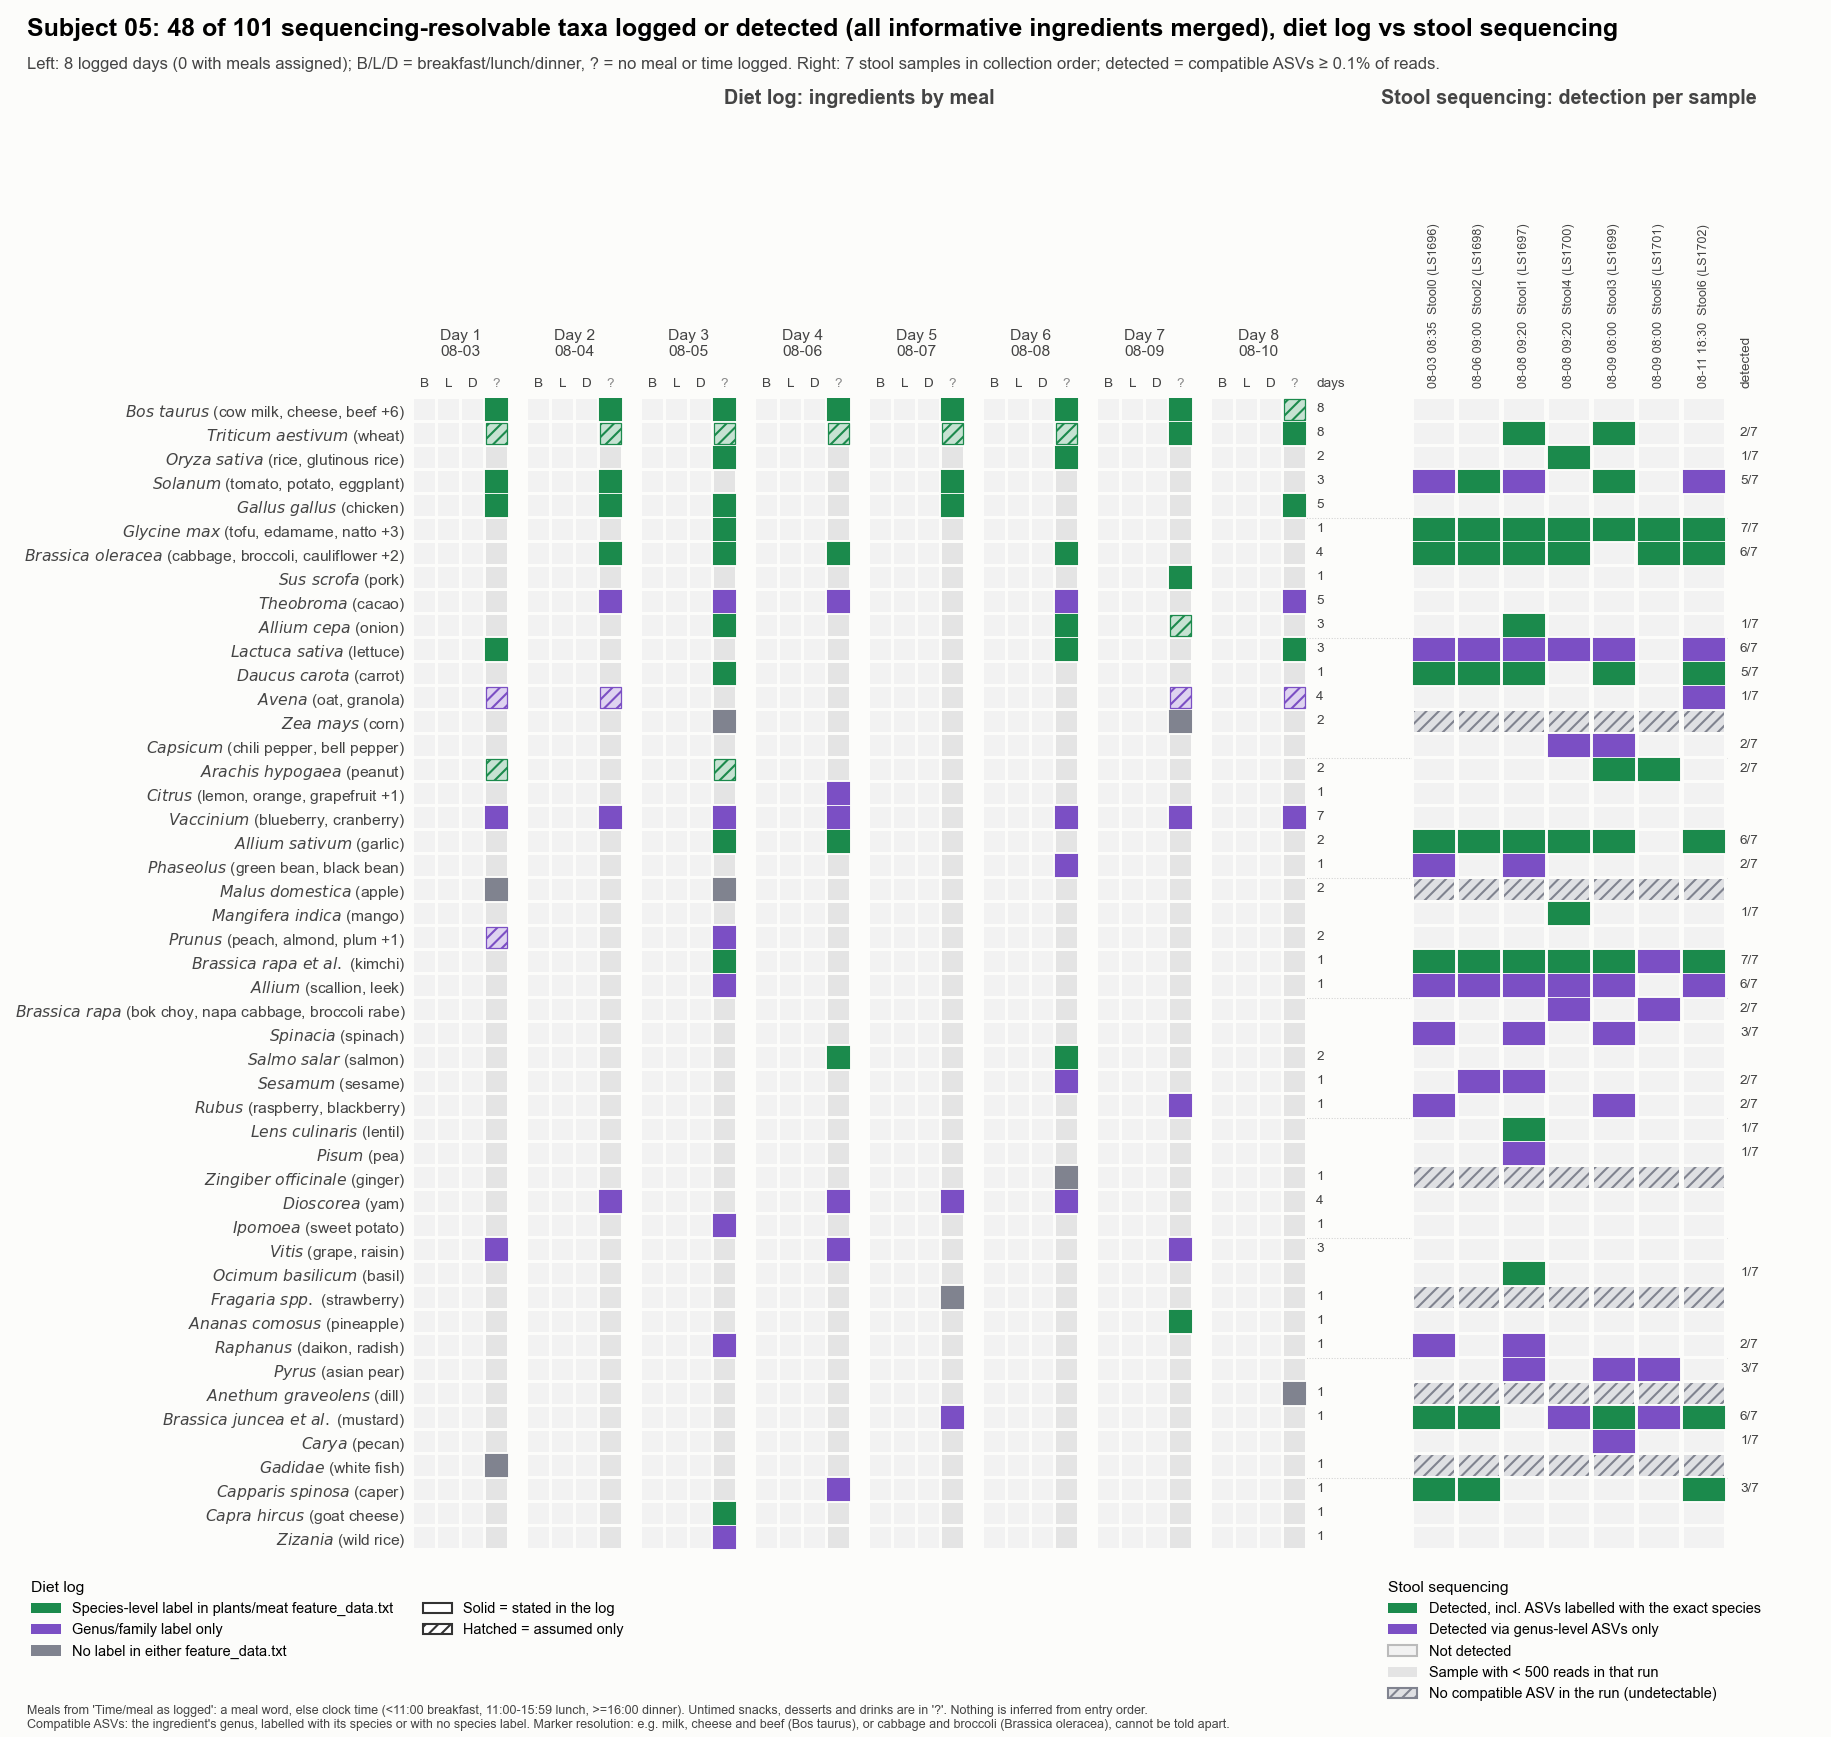 Subject 05: 48 of 101 sequencing-resolvable taxa logged or detected (all informative ingredients merged), diet log vs stool sequencing
Left: 8 logged days (0 with meals assigned); B/L/D = breakfast/lunch/dinner, ? = no meal or time logged. Right: 7 stool samples in collection order; detected = compatible ASVs ≥ 0.1% of reads.
Diet log: ingredients by meal
Stool sequencing: detection per sample
08-03 08:35 Stool0 (LS1696)
08-06 09:00 Stool2 (LS1698)
08-08 09:20 Stool1 (LS1697)
08-08 09:20 Stool4 (LS1700)
08-09 08:00 Stool3 (LS1699)
08-09 08:00 Stool5 (LS1701)
08-11 18:30 Stool6 (LS1702)
detected
Day 1 Day 2 Day 3 Day 4 Day 5 Day 6 Day 7 Day 8
08-03 08-04 08-05 08-06 08-07 08-08 08-09 08-10
B L D ? B L D ? B L D ? B L D ? B L D ? B L D ? B L D ? B L D ? days
Bos taurus (cow milk, cheese, beef +6) 8
Triticum aestivum (wheat) 8 2/7
Oryza sativa (rice, glutinous rice) 2 1/7
Solanum (tomato, potato, eggplant) 3 5/7
Gallus gallus (chicken) 5
Glycine max (tofu, edamame, natto +3) 1 7/7
Brassica oleracea (cabbage, broccoli, cauliflower +2) 4 6/7
Sus scrofa (pork) 1
Theobroma (cacao) 5
Allium cepa (onion) 3 1/7
Lactuca sativa (lettuce) 3 6/7
Daucus carota (carrot) 1 5/7
Avena (oat, granola) 4 1/7
Zea mays (corn) 2
Capsicum (chili pepper, bell pepper) 2/7
Arachis hypogaea (peanut) 2 2/7
Citrus (lemon, orange, grapefruit +1) 1
Vaccinium (blueberry, cranberry) 7
Allium sativum (garlic) 2 6/7
Phaseolus (green bean, black bean) 1 2/7
Malus domestica (apple) 2
Mangifera indica (mango) 1/7
Prunus (peach, almond, plum +1) 2
Brassica rapa et al. (kimchi) 1 7/7
Allium (scallion, leek) 1 6/7
Brassica rapa (bok choy, napa cabbage, broccoli rabe) 2/7
Spinacia (spinach) 3/7
Salmo salar (salmon) 2
Sesamum (sesame) 1 2/7
Rubus (raspberry, blackberry) 1 2/7
Lens culinaris (lentil) 1/7
Pisum (pea) 1/7
Zingiber officinale (ginger) 1
Dioscorea (yam) 4
Ipomoea (sweet potato) 1
Vitis (grape, raisin) 3
Ocimum basilicum (basil) 1/7
Fragaria spp. (strawberry) 1
Ananas comosus (pineapple) 1
Raphanus (daikon, radish) 1 2/7
Pyrus (asian pear) 3/7
Anethum graveolens (dill) 1
Brassica juncea et al. (mustard) 1 6/7
Carya (pecan) 1/7
Gadidae (white fish) 1
Capparis spinosa (caper) 1 3/7
Capra hircus (goat cheese) 1
Zizania (wild rice) 1
Diet log
Species-level label in plants/meat feature_data.txt
Genus/family label only
No label in either feature_data.txt
Solid = stated in the log
Hatched = assumed only
Stool sequencing
Detected, incl. ASVs labelled with the exact species
Detected via genus-level ASVs only
Not detected
Sample with < 500 reads in that run
No compatible ASV in the run (undetectable)
Meals from 'Time/meal as logged': a meal word, else clock time (<11:00 breakfast, 11:00-15:59 lunch, >=16:00 dinner). Untimed snacks, desserts and drinks are in '?'. Nothing is inferred from entry order.
Compatible ASVs: the ingredient's genus, labelled with its species or with no species label. Marker resolution: e.g. milk, cheese and beef (Bos taurus), or cabbage and broccoli (Brassica oleracea), cannot be told apart.